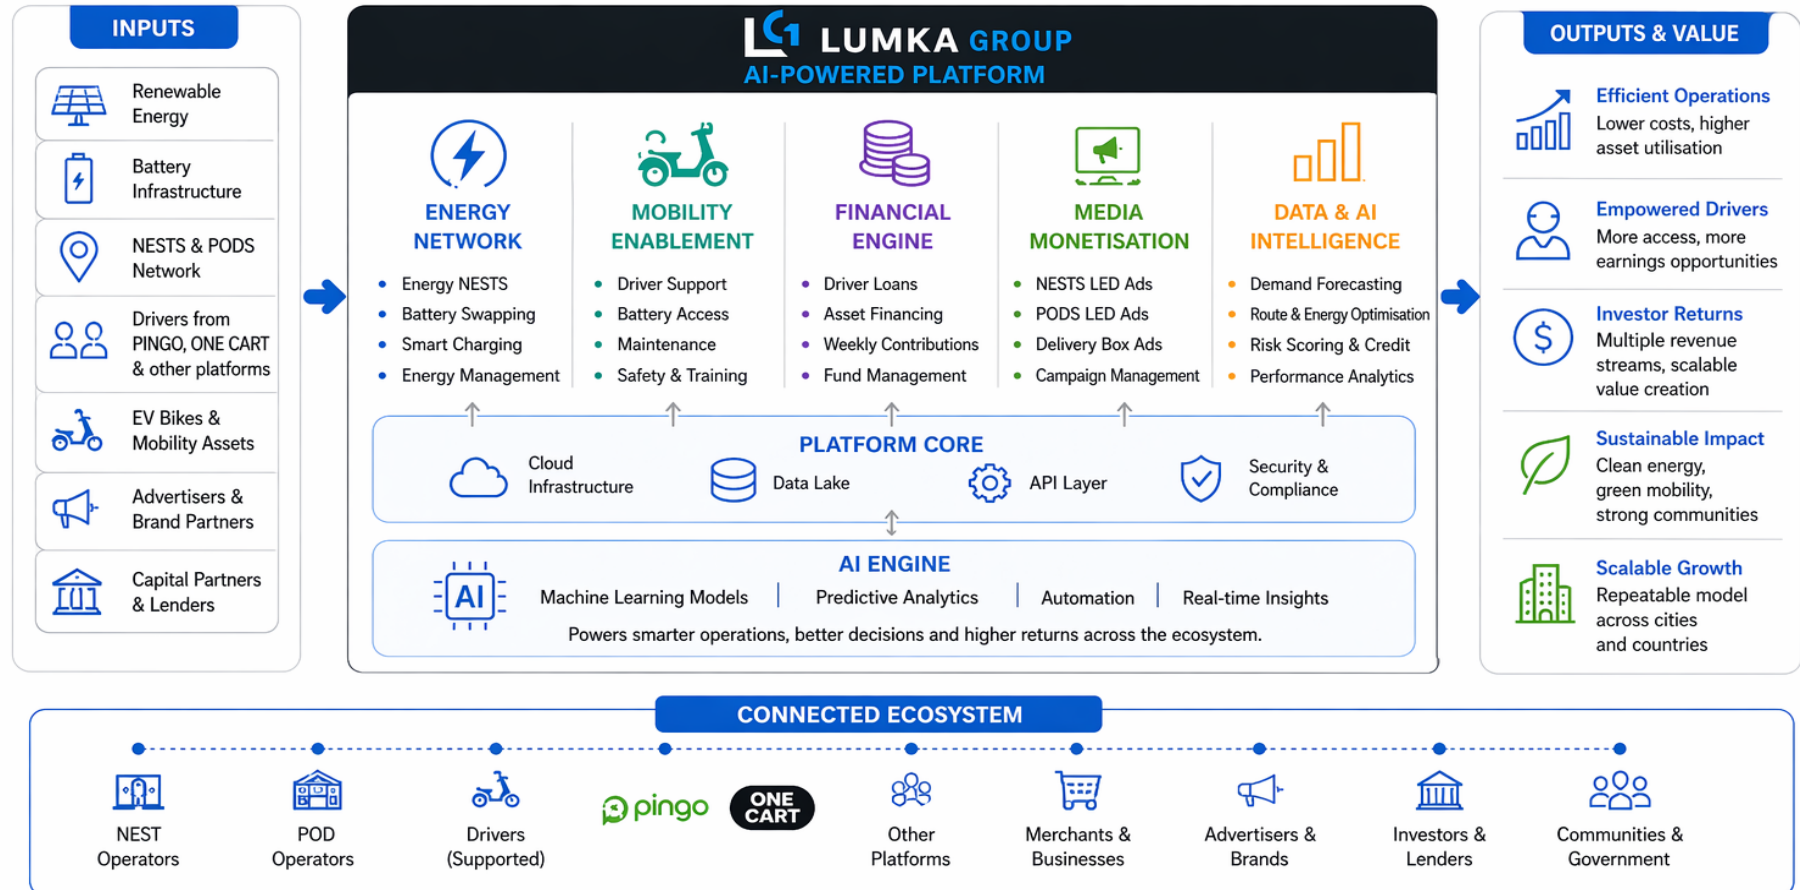 INPUTS
Renewable
Energy
Battery
Infrastructure
NESTS & PODS
Network
Drivers from
PINGO, ONE CART
& other platforms
EV Bikes &
Mobility Assets
Advertisers &
Brand Partners
Capital Partners
& Lenders
LG1 LUMKA GROUP
AI-POWERED PLATFORM
ENERGY
NETWORK
• Energy NESTS
• Battery Swapping
• Smart Charging
• Energy Management
MOBILITY
ENABLEMENT
• Driver Support
• Battery Access
• Maintenance
• Safety & Training
FINANCIAL
ENGINE
• Driver Loans
• Asset Financing
• Weekly Contributions
• Fund Management
MEDIA
MONETISATION
• NESTS LED Ads
• PODS LED Ads
• Delivery Box Ads
• Campaign Management
DATA & AI
INTELLIGENCE
• Demand Forecasting
• Route & Energy Optimisation
• Risk Scoring & Credit
• Performance Analytics
PLATFORM CORE
Cloud
Infrastructure
Data Lake
API Layer
Security &
Compliance
AI ENGINE
AI
Machine Learning Models | Predictive Analytics | Automation | Real-time Insights
Powers smarter operations, better decisions and higher returns across the ecosystem.
OUTPUTS & VALUE
Efficient Operations
Lower costs, higher
asset utilisation
Empowered Drivers
More access, more
earnings opportunities
$
Investor Returns
Multiple revenue
streams, scalable
value creation
Sustainable Impact
Clean energy,
green mobility,
strong communities
Scalable Growth
Repeatable model
across cities
and countries
CONNECTED ECOSYSTEM
NEST
Operators
POD
Operators
Drivers
(Supported)
pingo
ONE
CART
Other
Platforms
Merchants &
Businesses
Advertisers &
Brands
Investors &
Lenders
Communities &
Government